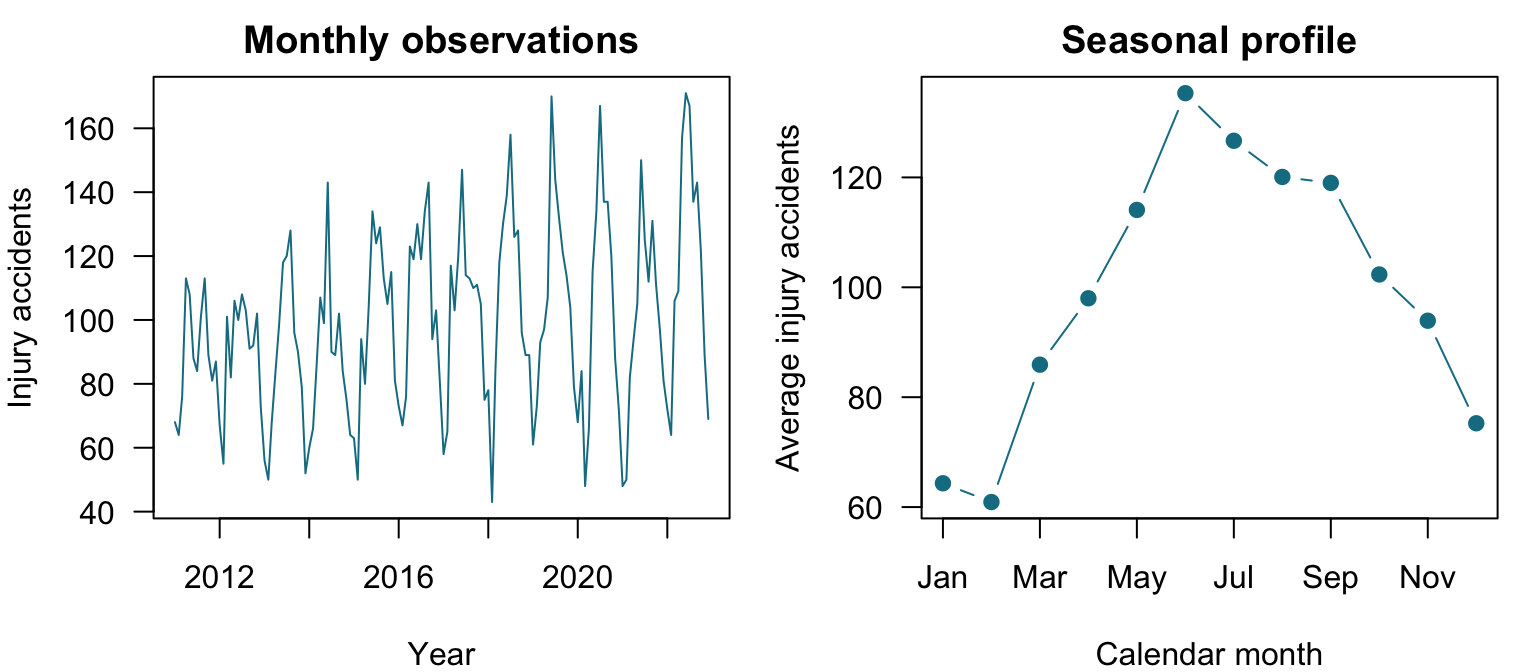 Monthly observations
Injury accidents
160
140
120
100
80
60
40
2012 2016 2020
Year
Seasonal profile
Average injury accidents
120
100
80
60
Jan Mar May Jul Sep Nov
Calendar month